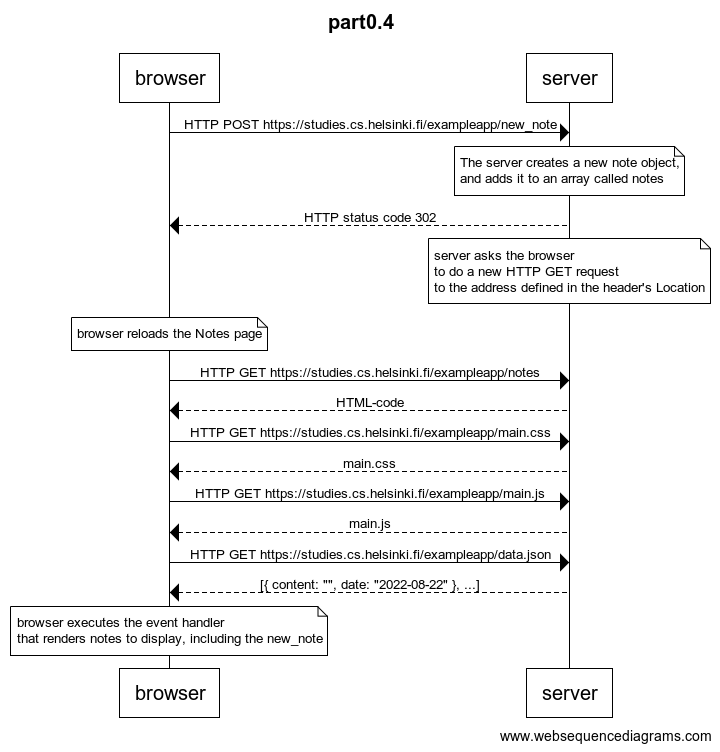 part0.4
browser
server
HTTP POST https://studies.cs.helsinki.fi/exampleapp/new_note
The server creates a new note object,
and adds it to an array called notes
HTTP status code 302
server asks the browser
to do a new HTTP GET request
to the address defined in the header's Location
browser reloads the Notes page
HTTP GET https://studies.cs.helsinki.fi/exampleapp/notes
HTML-code
HTTP GET https://studies.cs.helsinki.fi/exampleapp/main.css
main.css
HTTP GET https://studies.cs.helsinki.fi/exampleapp/main.js
main.js
HTTP GET https://studies.cs.helsinki.fi/exampleapp/data.json
[{ content: "", date: "2022-08-22" }, ...]
browser executes the event handler
that renders notes to display, including the new_note
browser
server
www.websequencediagrams.com